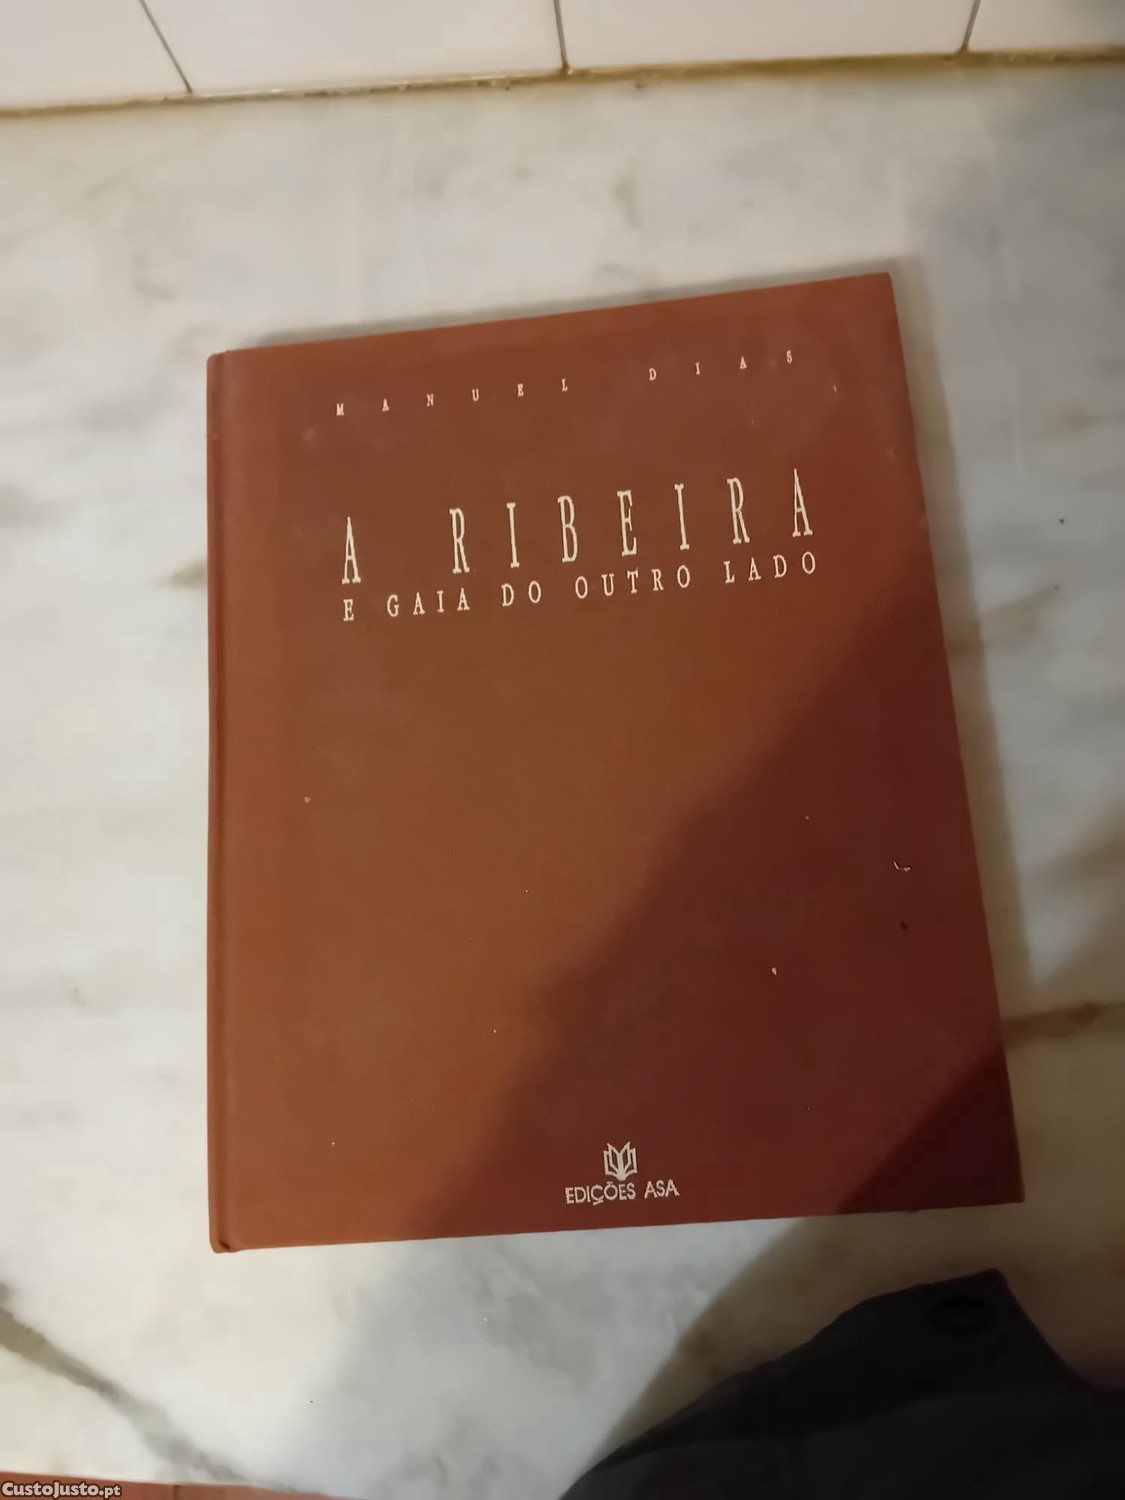 MANUEL DIAS
A RIBEIRA
E GAIA DO OUTRO LADO
EDIÇÕES ASA
CustoJusto.pt